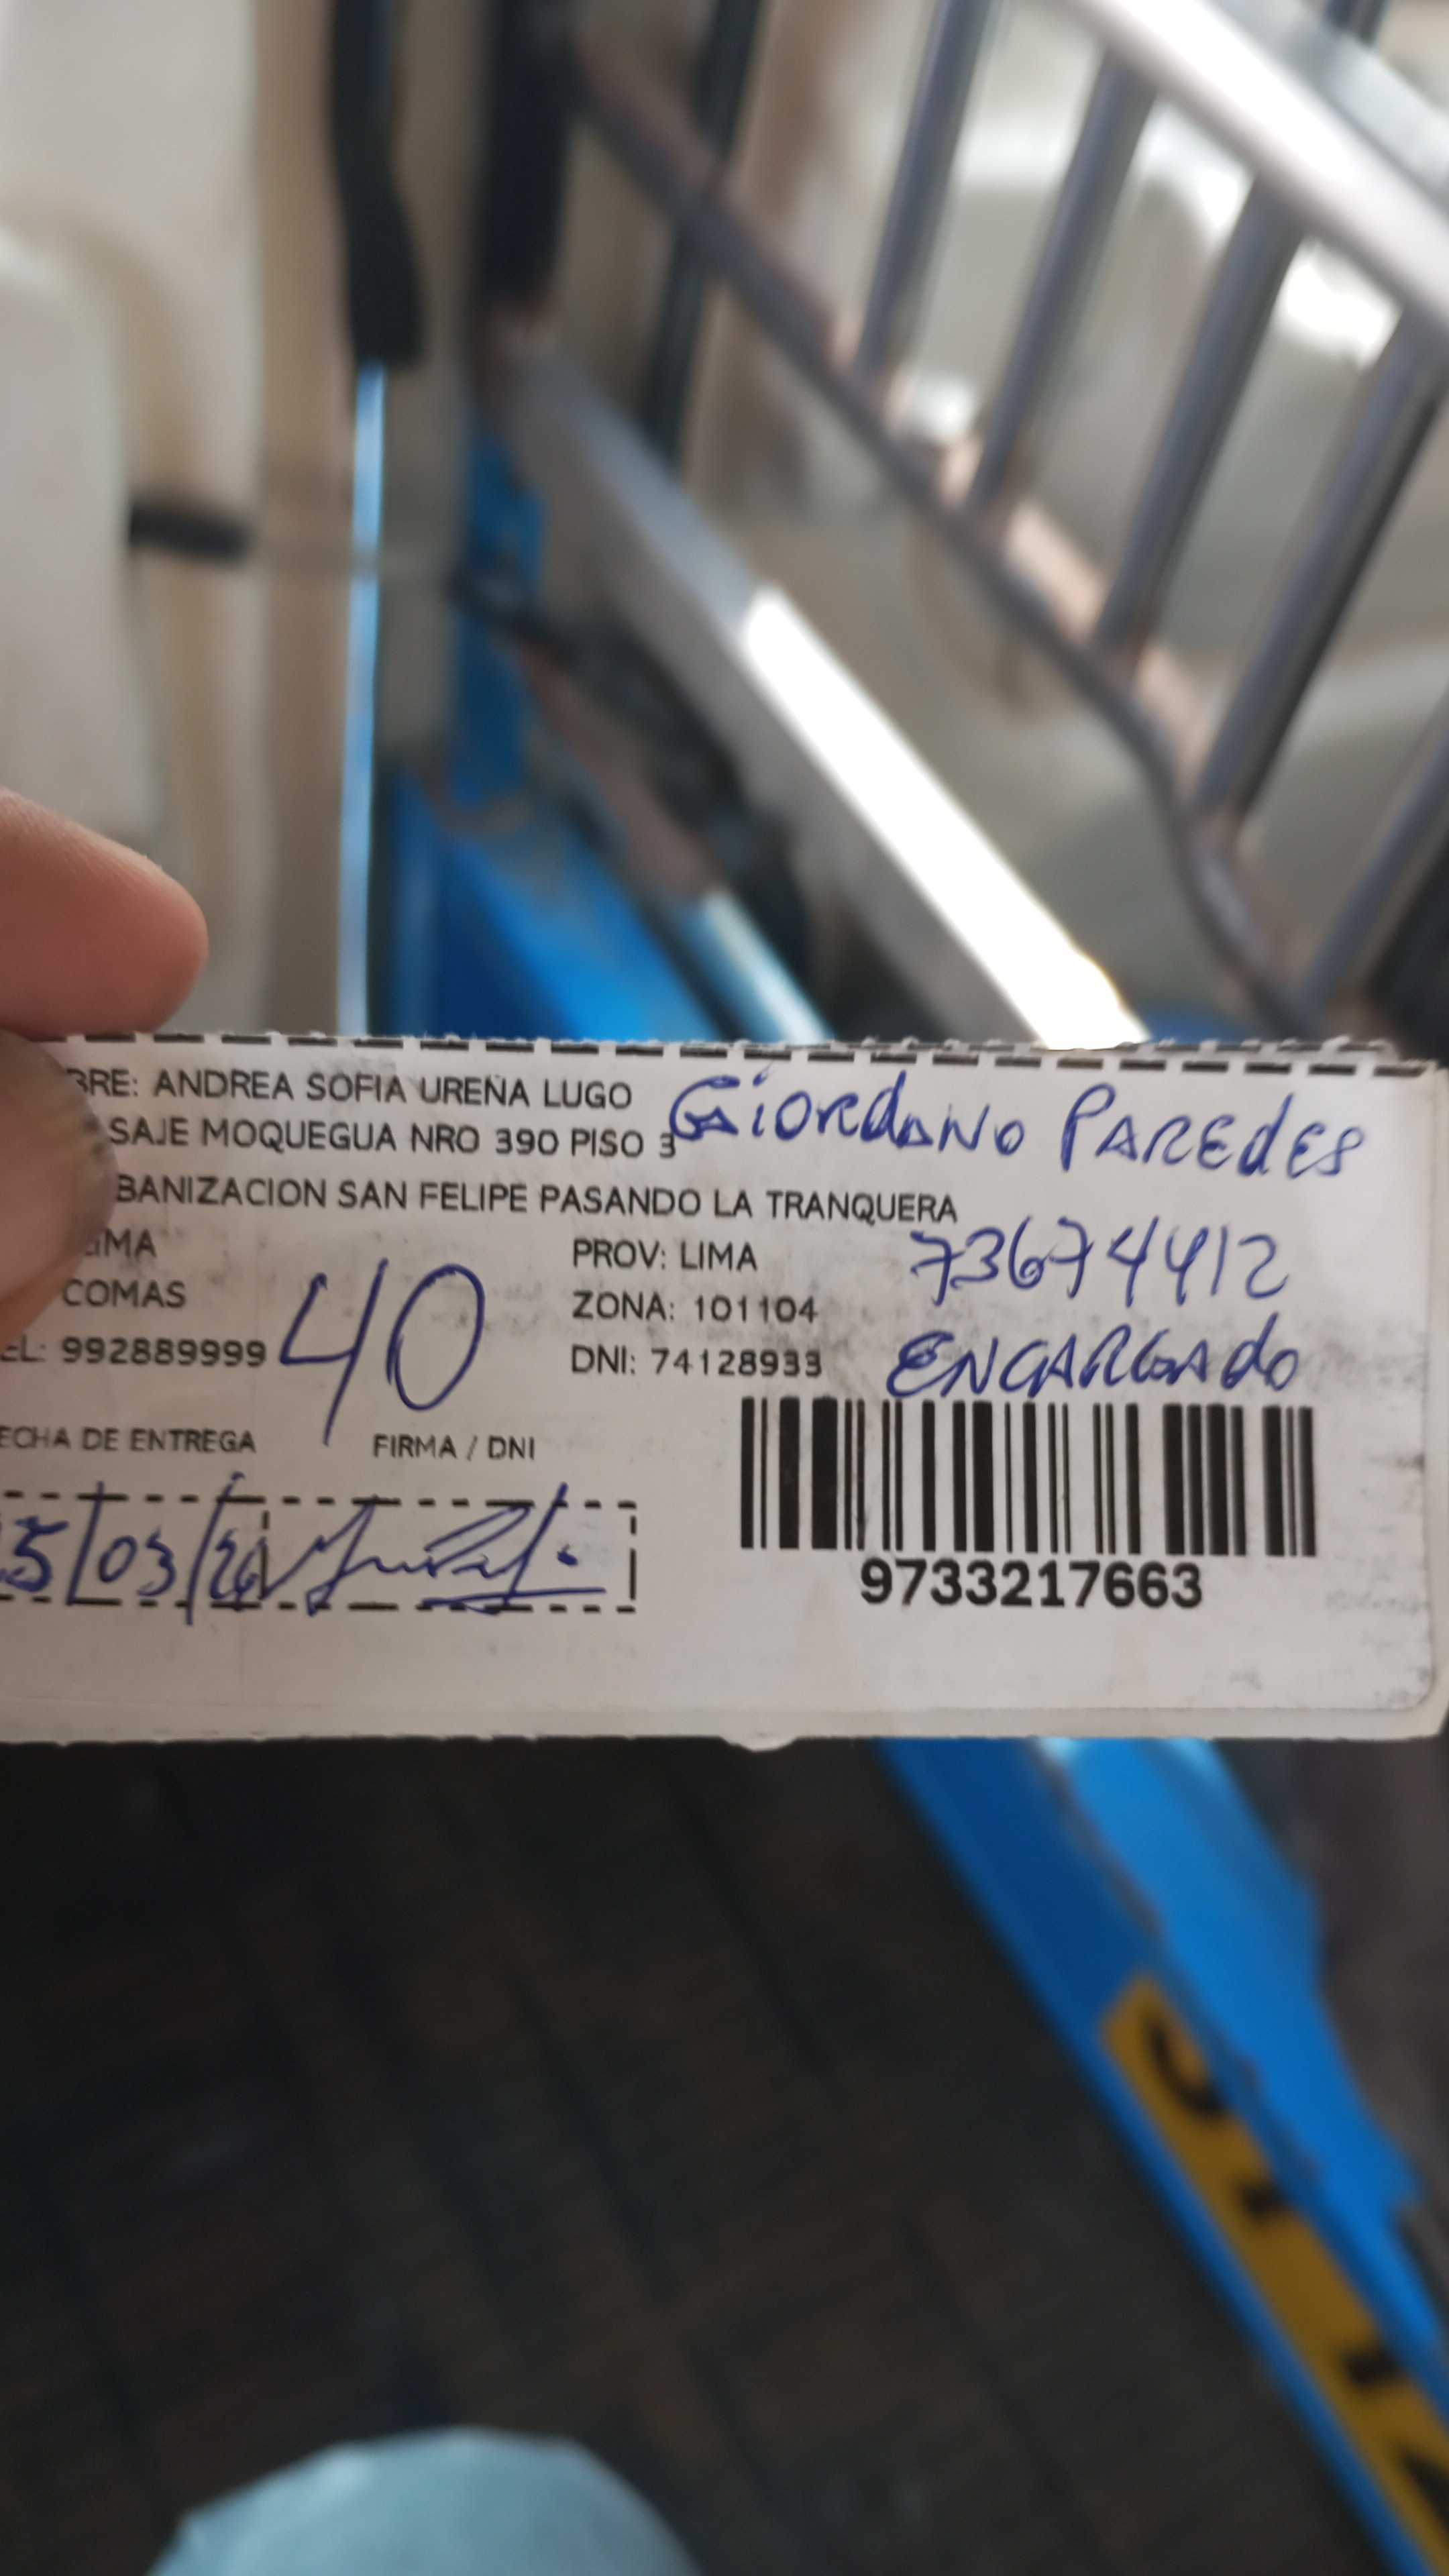 BRE: ANDREA SOFIA UREÑA LUGO
GIORDANO PAREDES
SAJE MOQUEGUA NRO 390 PISO 3
BANIZACION SAN FELIPE PASANDO LA TRANQUERA
IMA
PROV: LIMA
73674412
COMAS
40
ZONA: 101104
EL: 992889999
DNI: 74128933
ENCARGADO
ECHA DE ENTREGA
FIRMA / DNI
5/03/26
9733217663